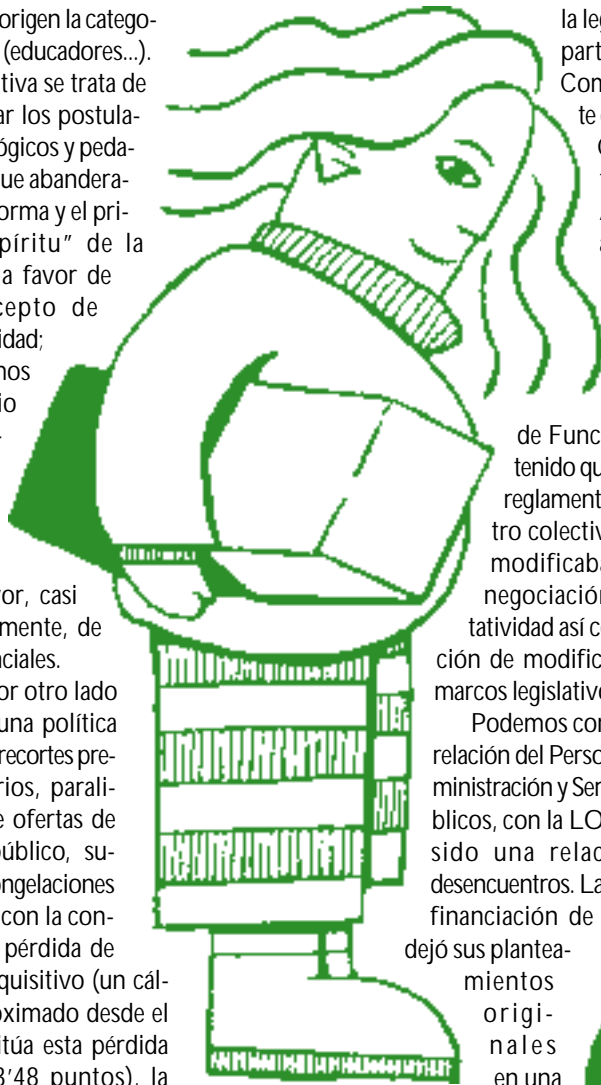 origen la catego-
(educadores...).
tiva se trata de
ar los postula-
ógicos y peda-
ue abandera-
orma y el pri-
píritu" de la
a favor de
cepto de
idad;
nos
io
or, casi
mente, de
ciales.
or otro lado
una política
recortes pre-
rios, parali-
e ofertas de
úblico, su-
ongelaciones
con la con-
pérdida de
quisitivo (un cál-
oximado desde el
itúa esta pérdida
3'48 puntos), la
la leg
part
Con
te
de Func
tenido qu
reglament
tro colectiv
modificaba
negociación
tatividad así c
ción de modific
marcos legislativo
Podemos con
relación del Perso
ministración y Ser
blicos, con la LO
sido una relac
desencuentros. La
financiación de
dejó sus plantea-
mientos
origi-
nales
en una